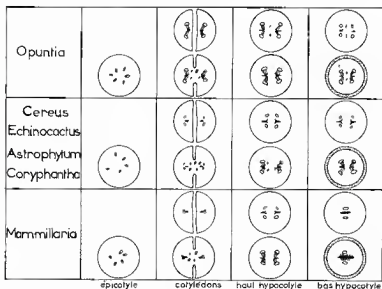 Opuntia
Cereus
Echinocactus
Astrophytum
Coryphantha
Mammillaria
épicotyle
cotylédons
haut hypocotyle
bas hypocotyle